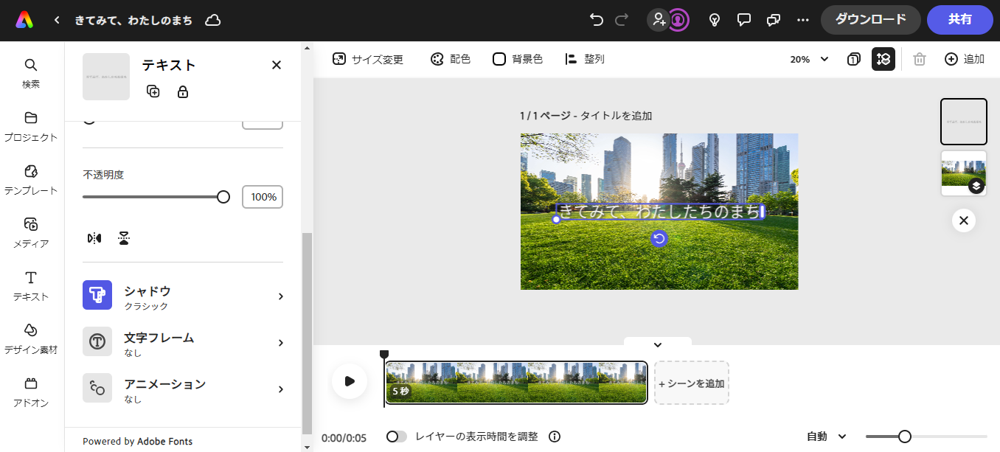 きてみて、わたしのまち
ダウンロード
共有
検索
プロジェクト
テンプレート
メディア
テキスト
デザイン素材
アドオン
テキスト
不透明度
100%
シャドウ
クラシック
文字フレーム
なし
アニメーション
なし
Powered by Adobe Fonts
サイズ変更
配色
背景色
整列
20%
1
追加
1 / 1 ページ - タイトルを追加
きてみて、わたしたちのまち
5 秒
+ シーンを追加
0:00/0:05
レイヤーの表示時間を調整
自動